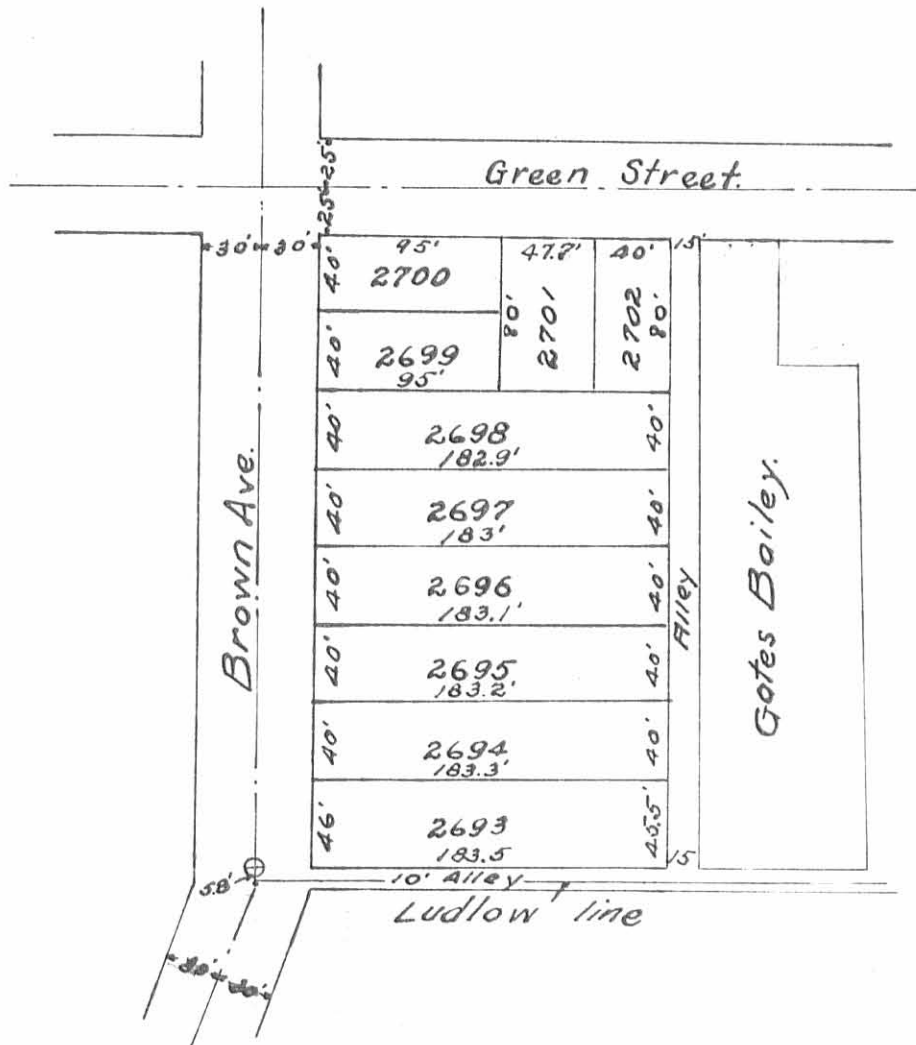 25'
Green Street.
25'
30' 30'
95' 47.7' 40' 15'
40' 2700
80' 2701 2702 80'
40' 2699
95'
40' 2698 40'
182.9'
40' 2697 40'
183'
40' 2696 40'
183.1'
40' 2695 40'
183.2'
40' 2694 40'
183.3'
46' 2693 45.5'
183.5 15
Brown Ave.
Alley
Gates Bailey.
5.8'
10' Alley
Ludlow line
30'